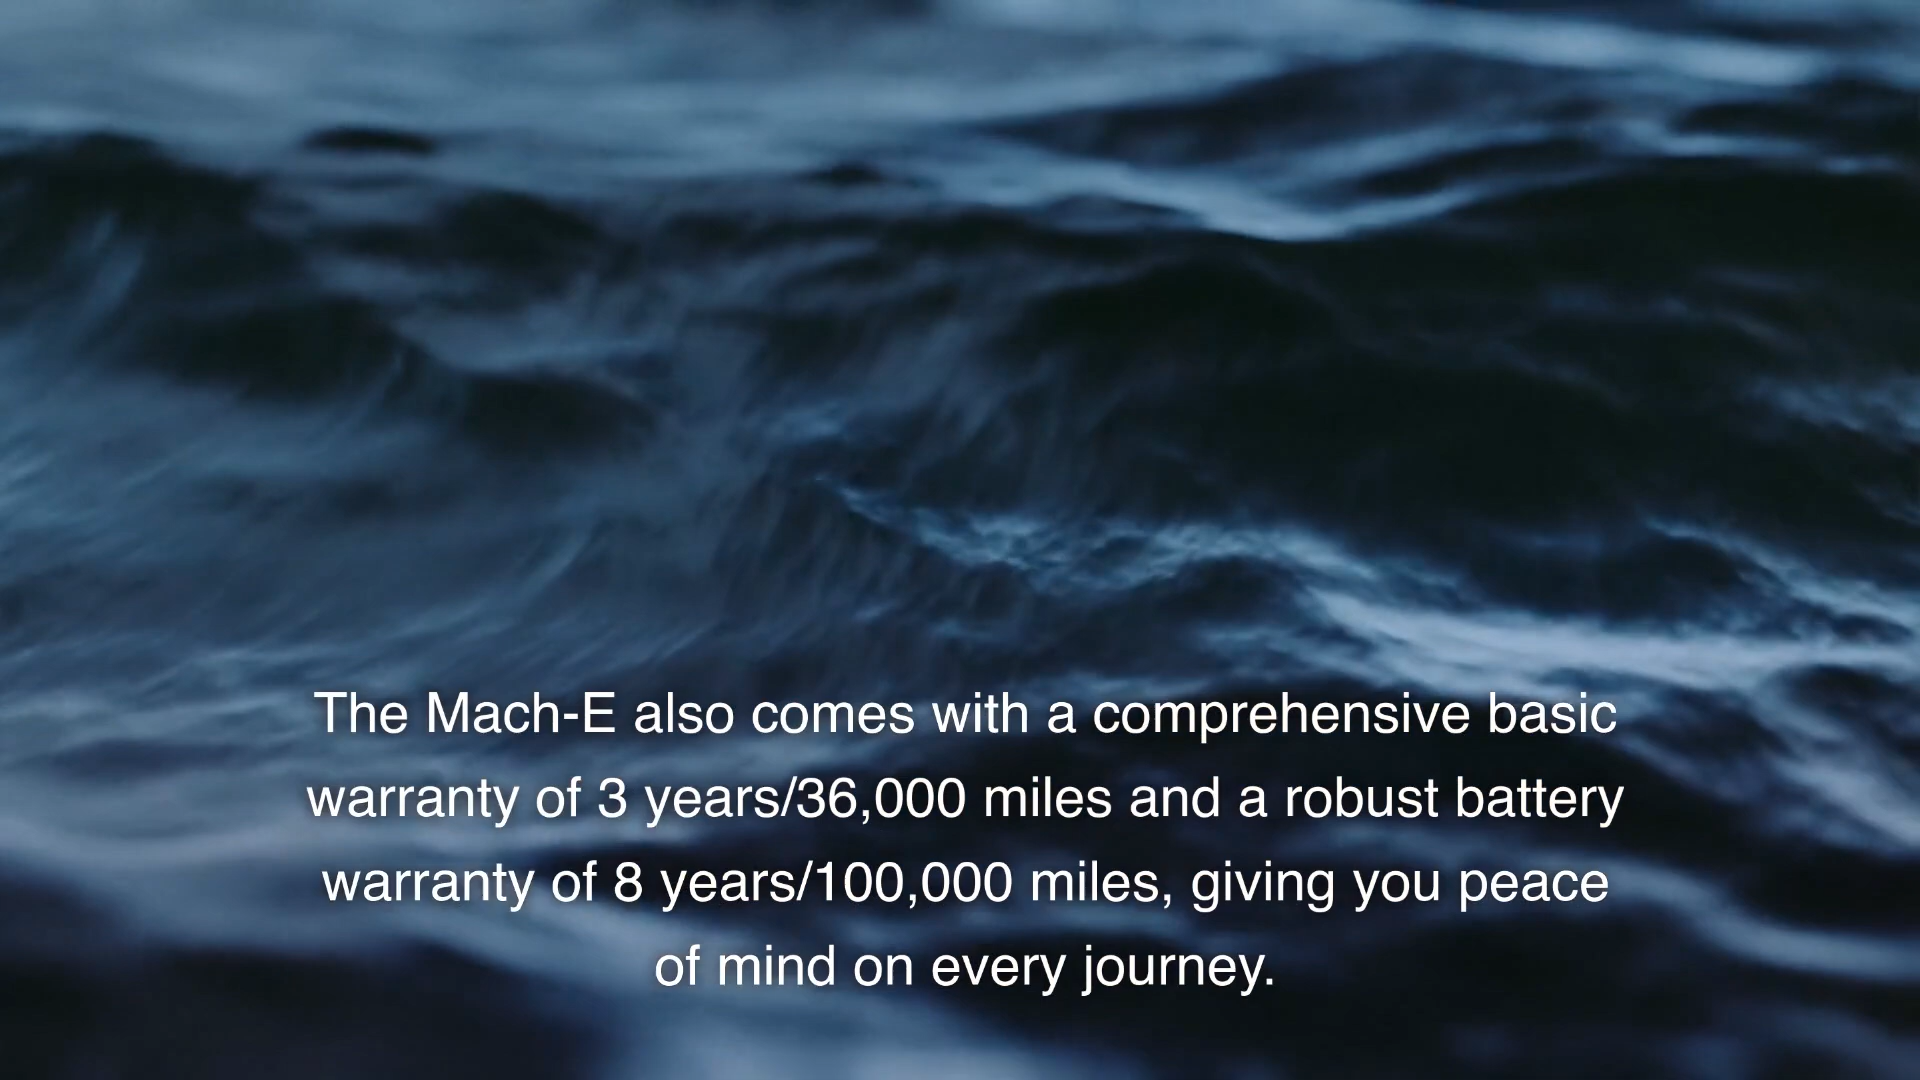 The Mach-E also comes with a comprehensive basic
warranty of 3 years/36,000 miles and a robust battery
warranty of 8 years/100,000 miles, giving you peace
of mind on every journey.